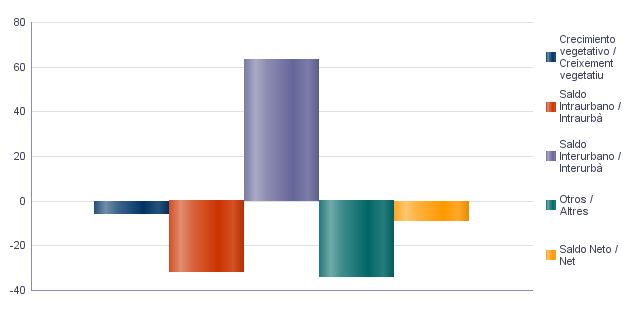 80
60
40
20
0
-20
-40
Crecimiento
vegetativo /
Creixement
vegetatiu
Saldo
Intraurbano /
Intraurbà
Saldo
Interurbano /
Interurbà
Otros /
Altres
Saldo Neto /
Net